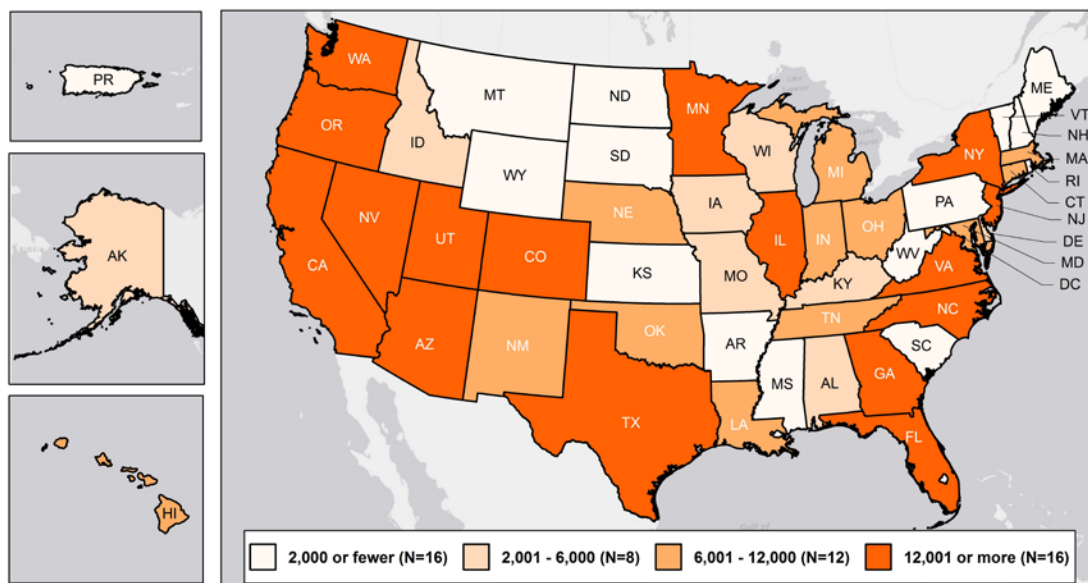 PR
AK
HI
WA
OR
CA
NV
ID
MT
WY
UT
CO
AZ
NM
ND
SD
NE
KS
OK
TX
MN
IA
MO
AR
LA
WI
IL
MI
IN
OH
KY
TN
MS
AL
GA
FL
SC
NC
VA
WV
PA
NY
ME
VT
NH
MA
RI
CT
NJ
DE
MD
DC
2,000 or fewer (N=16) 2,001 - 6,000 (N=8) 6,001 - 12,000 (N=12) 12,001 or more (N=16)